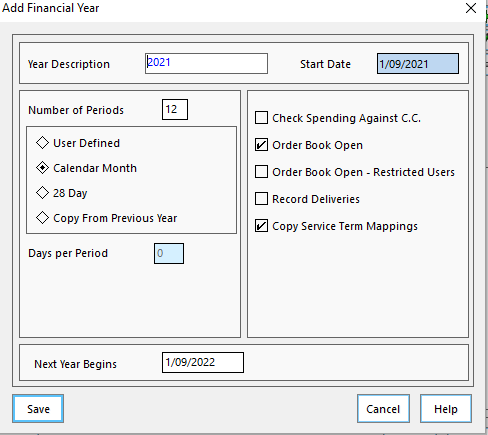 Add Financial Year
Year Description 2021 Start Date 1/09/2021
Number of Periods 12
User Defined
Calendar Month
28 Day
Copy From Previous Year
Days per Period 0
Check Spending Against C.C.
Order Book Open
Order Book Open - Restricted Users
Record Deliveries
Copy Service Term Mappings
Next Year Begins 1/09/2022
Save Cancel Help